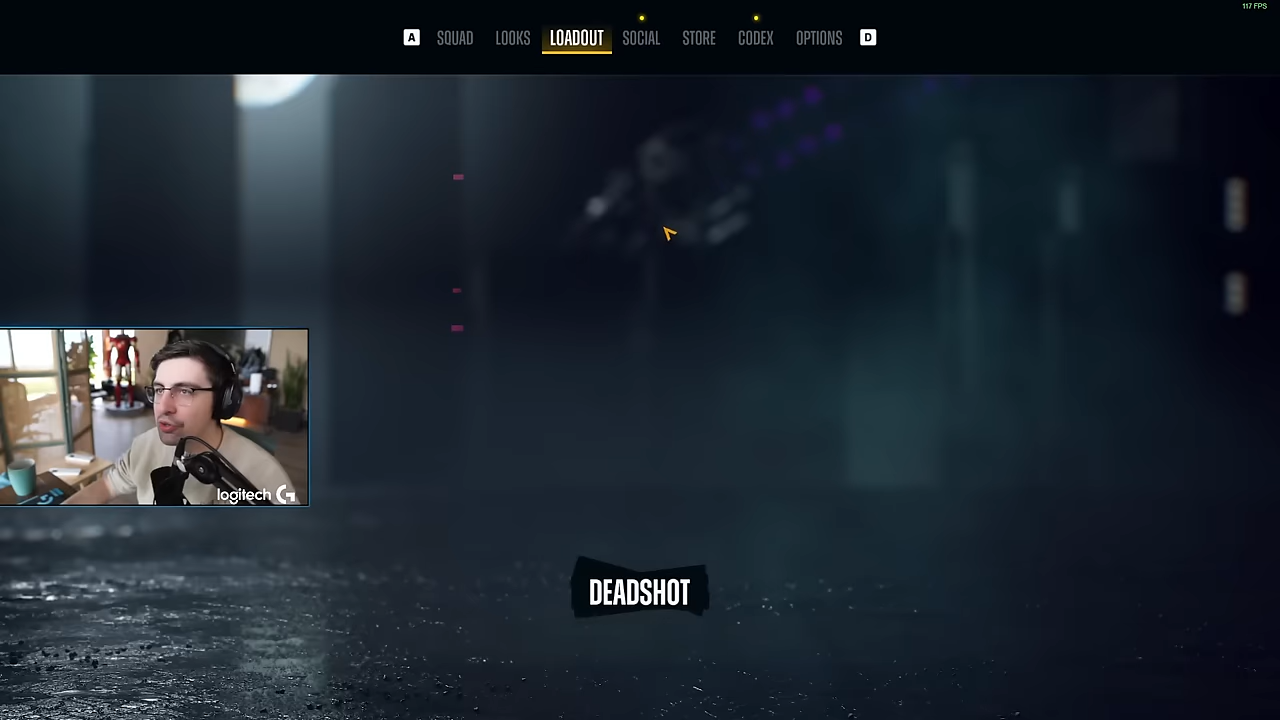 117 FPS
A SQUAD LOOKS LOADOUT SOCIAL STORE CODEX OPTIONS D
logitech G
DEADSHOT